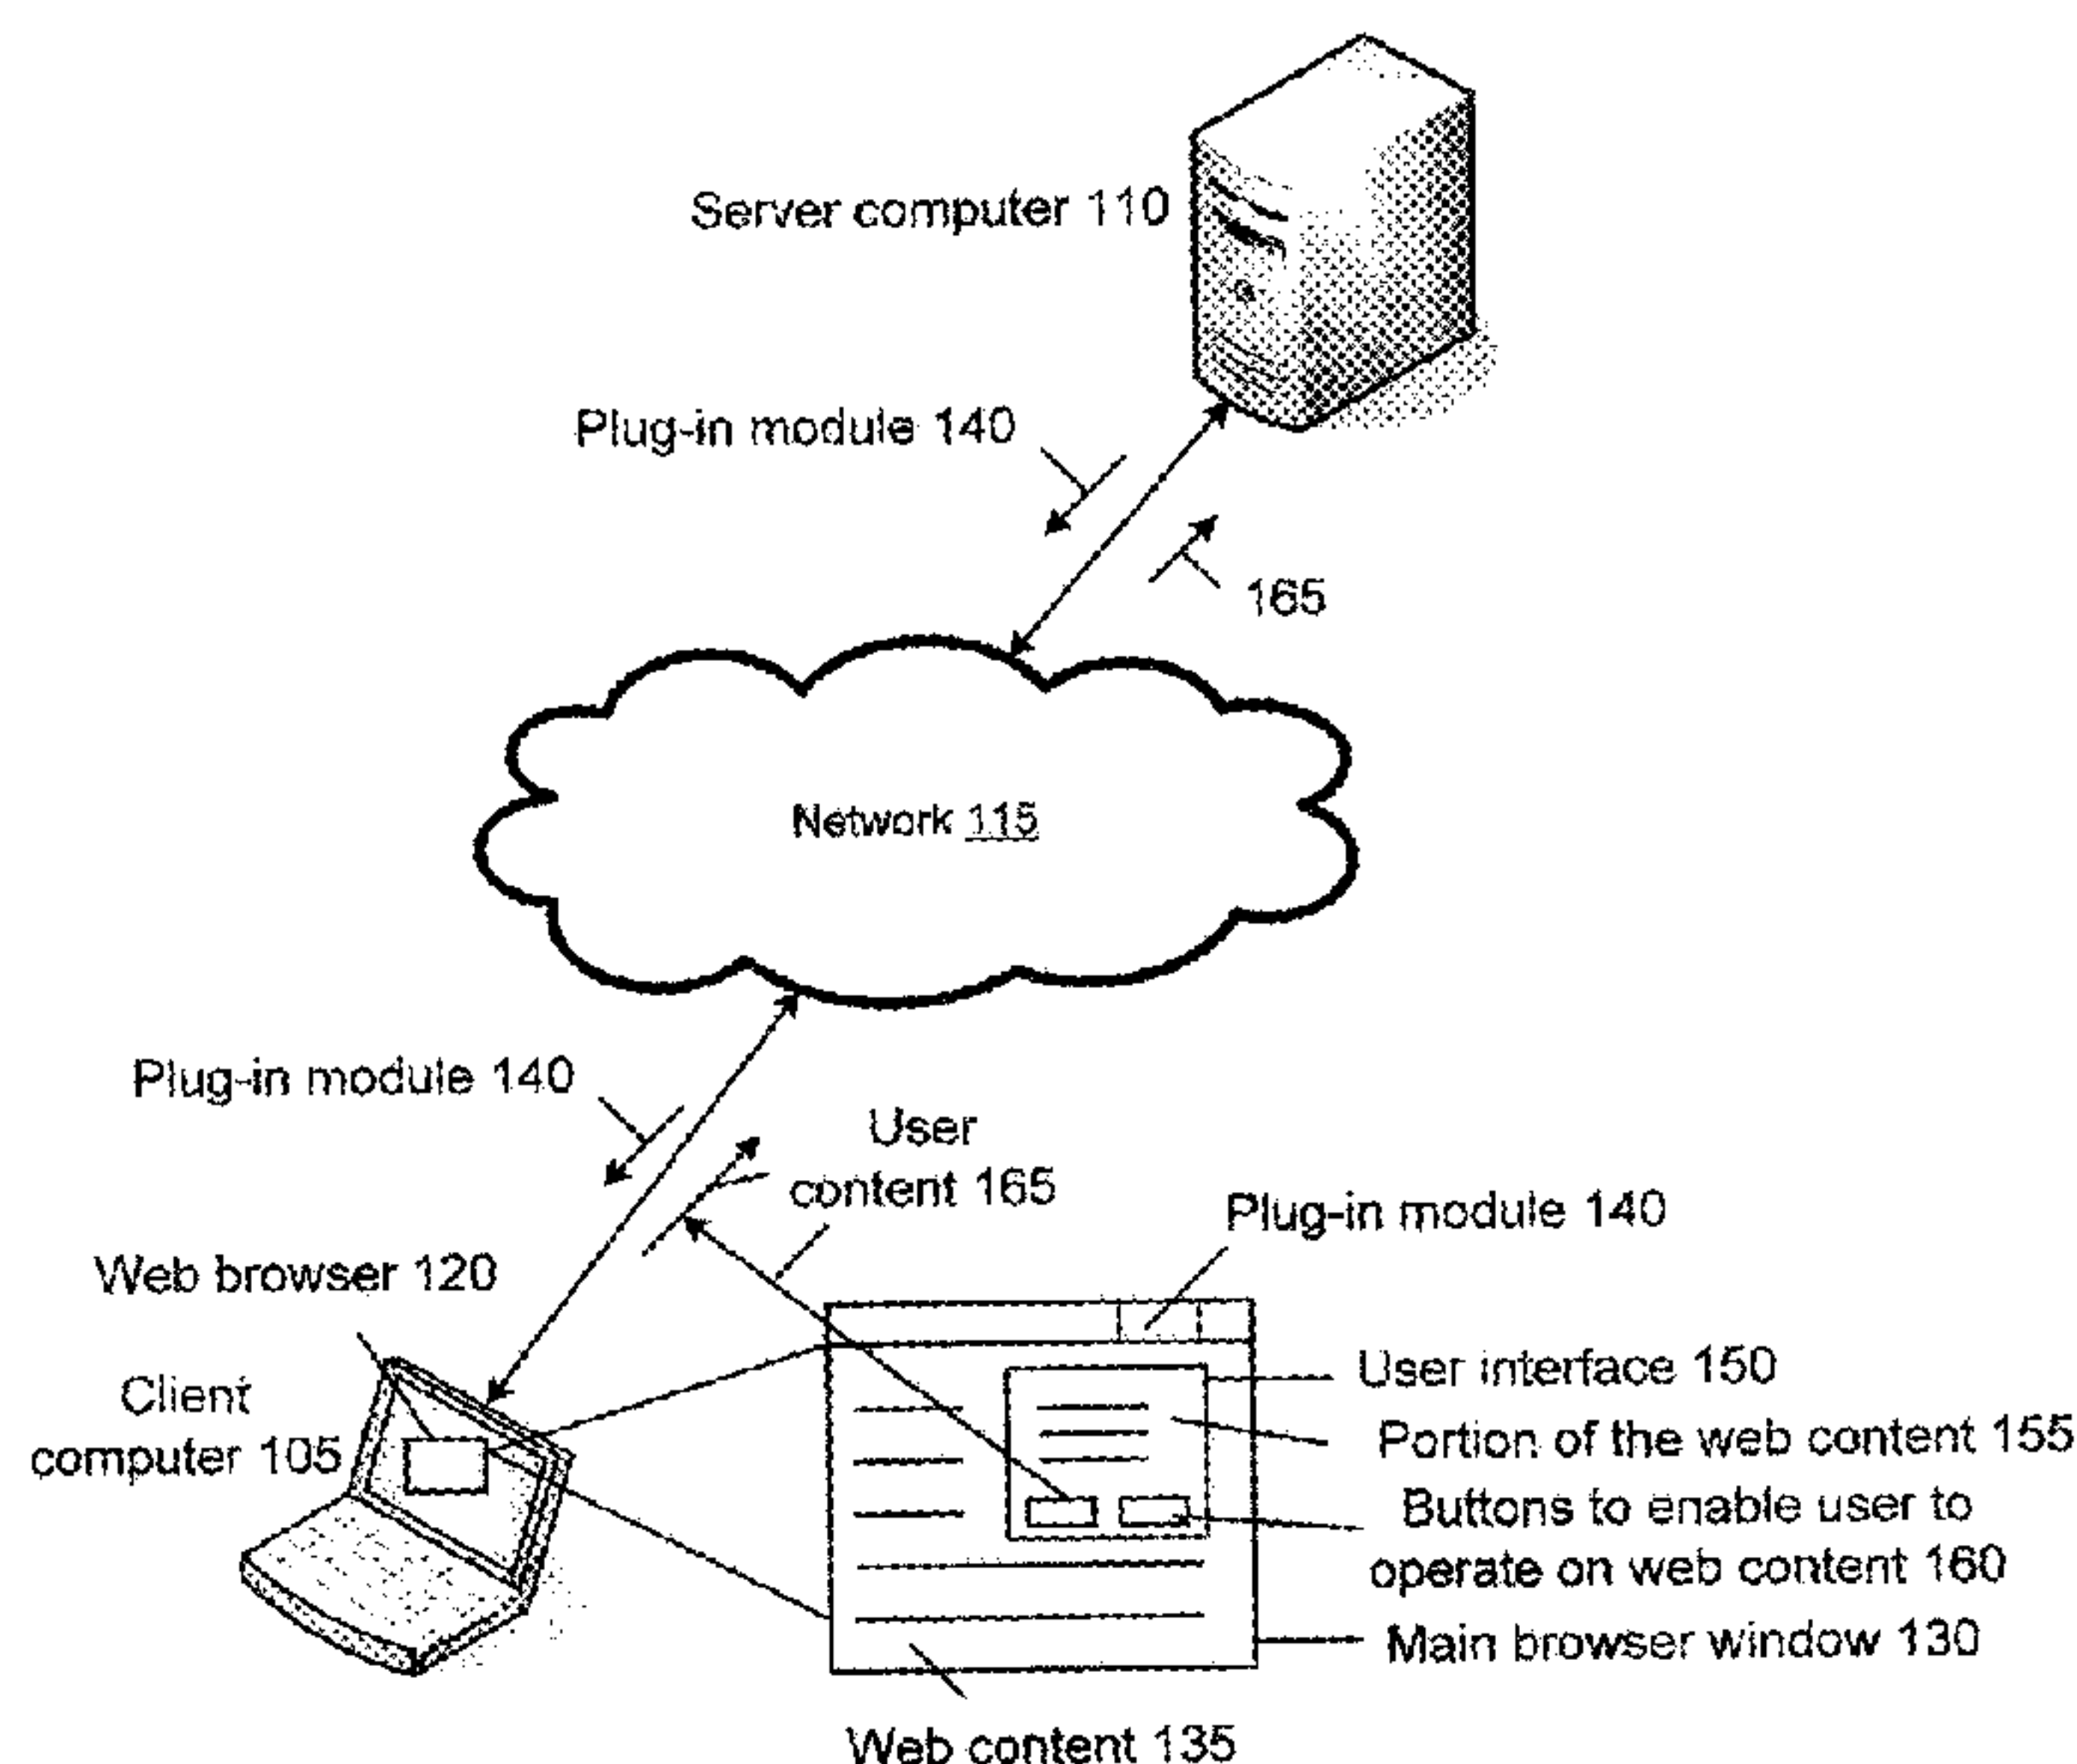 Server computer 110
Plug-in module 140
165
Network 115
Plug-in module 140
User
content 165
Plug-in module 140
Web browser 120
Client
computer 105
User interface 150
Portion of the web content 155
Buttons to enable user to
operate on web content 160
Main browser window 130
Web content 135